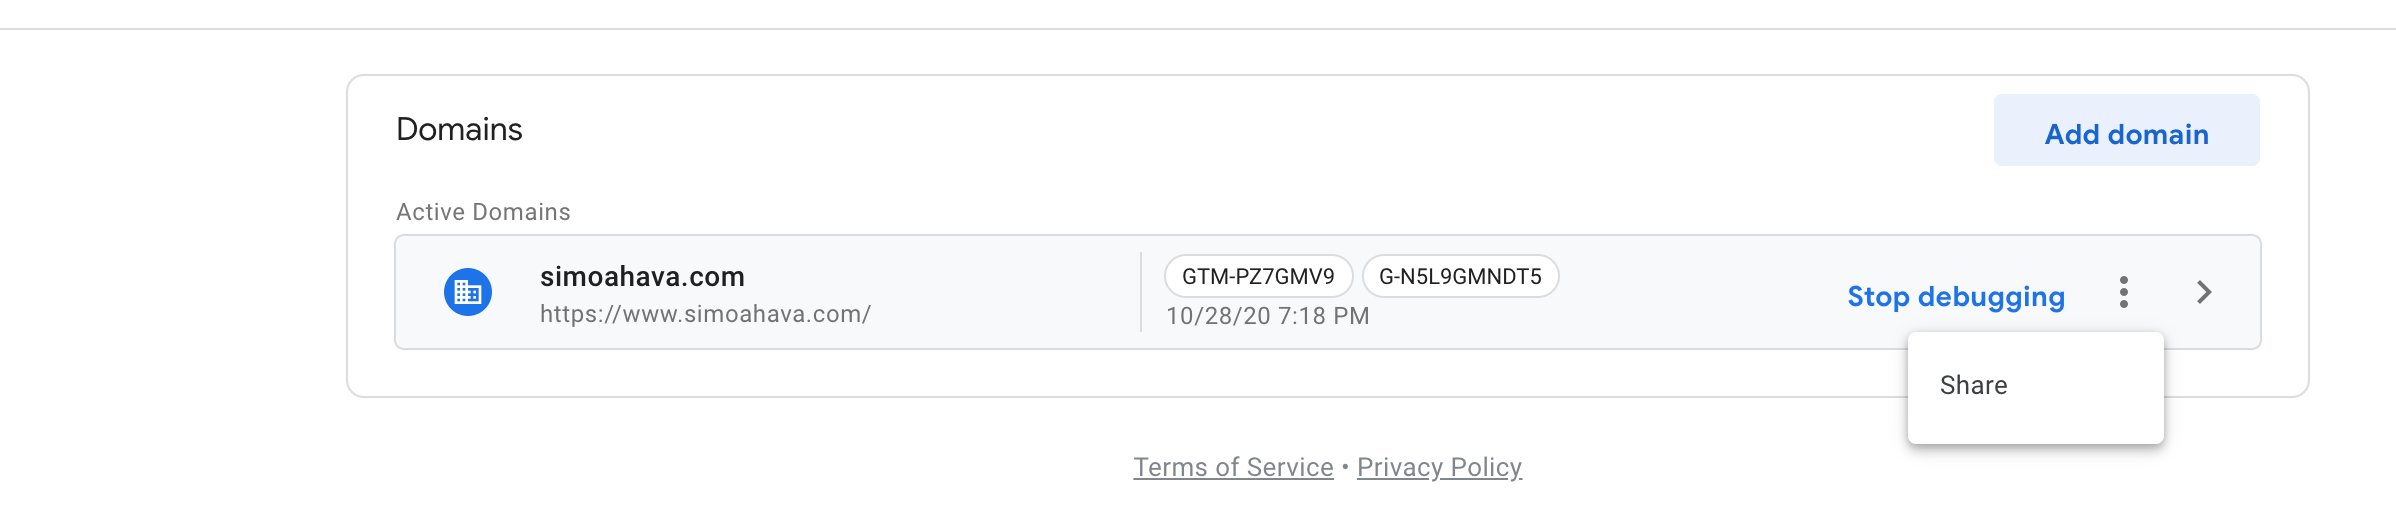 Domains
Add domain
Active Domains
simoahava.com
https://www.simoahava.com/
GTM-PZ7GMV9
G-N5L9GMNDT5
10/28/20 7:18 PM
Stop debugging
Share
Terms of Service • Privacy Policy